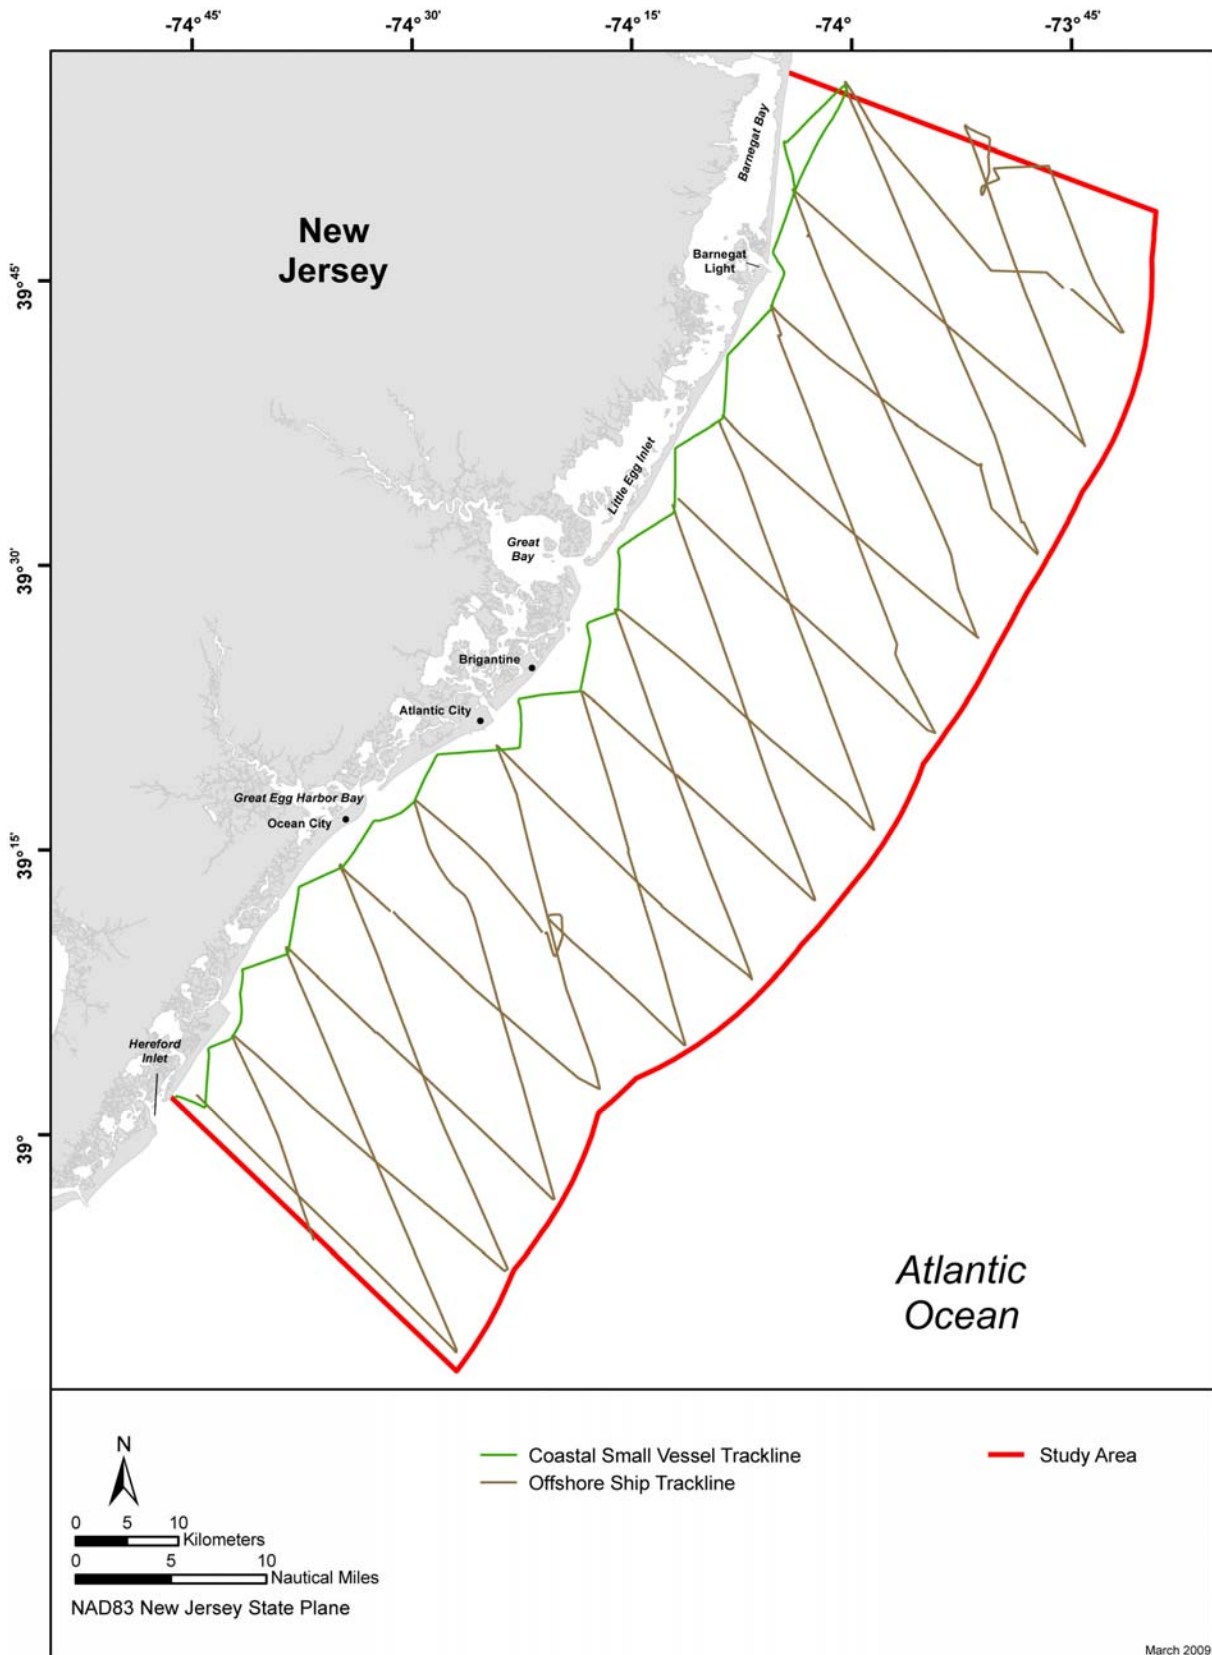 -74° 45'
-74° 30'
-74° 15'
-74°
-73° 45'
Barnegat Bay
New
Jersey
Barnegat
Light
39° 45'
Little Egg Inlet
Great
Bay
39° 30'
Brigantine
Atlantic City
Great Egg Harbor Bay
Ocean City
39° 15'
Hereford
Inlet
39°
Atlantic
Ocean
N
0 5 10
Kilometers
0 5 10
Nautical Miles
NAD83 New Jersey State Plane
Coastal Small Vessel Trackline
Offshore Ship Trackline
Study Area
March 2009